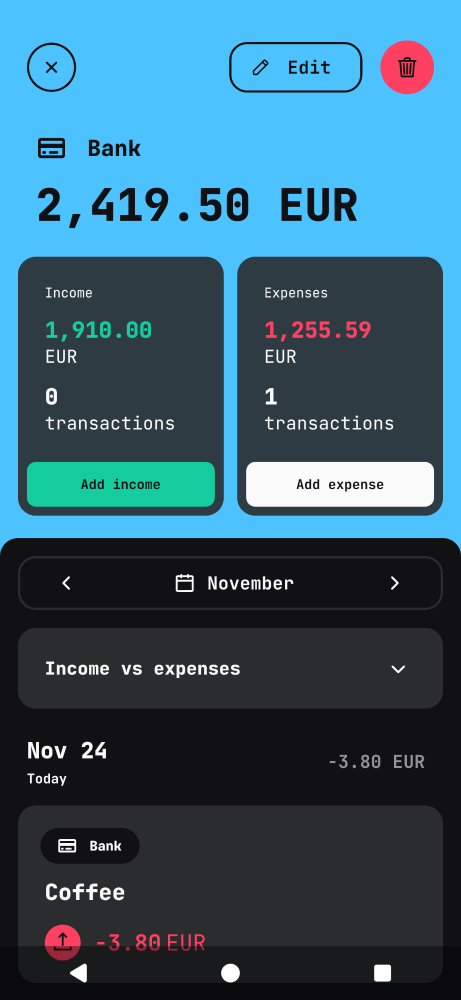 Edit
Bank
2,419.50 EUR
Income
1,910.00
EUR
0
transactions
Add income
Expenses
1,255.59
EUR
1
transactions
Add expense
November
Income vs expenses
Nov 24
Today
-3.80 EUR
Bank
Coffee
-3.80 EUR